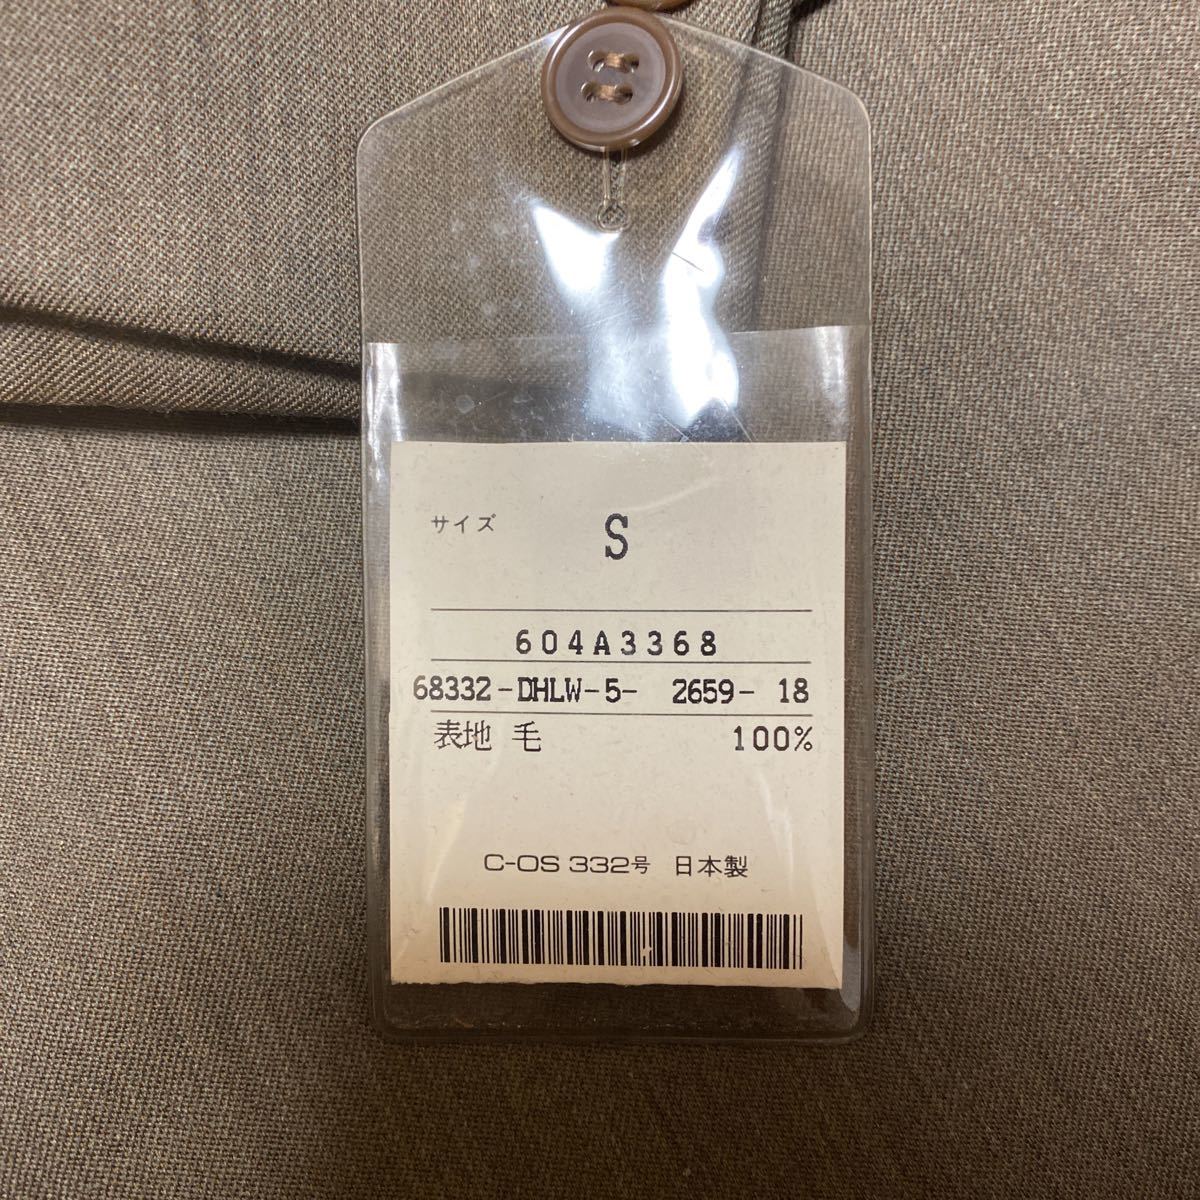 サイズ S
604A3368
68332-DHLW-5- 2659- 18
表地 毛 100%
C-OS 332号 日本製